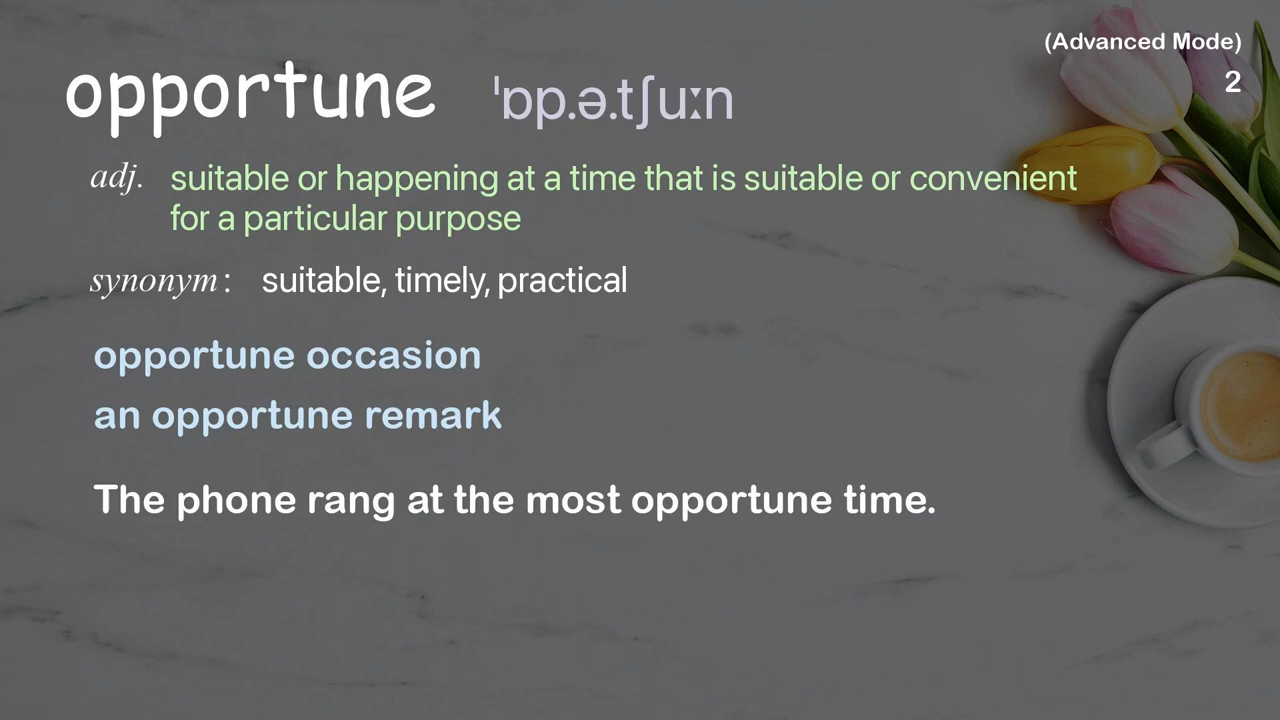 (Advanced Mode)
2
opportune ˈɒp.ə.tʃuːn
adj. suitable or happening at a time that is suitable or convenient
for a particular purpose
synonym : suitable, timely, practical
opportune occasion
an opportune remark
The phone rang at the most opportune time.